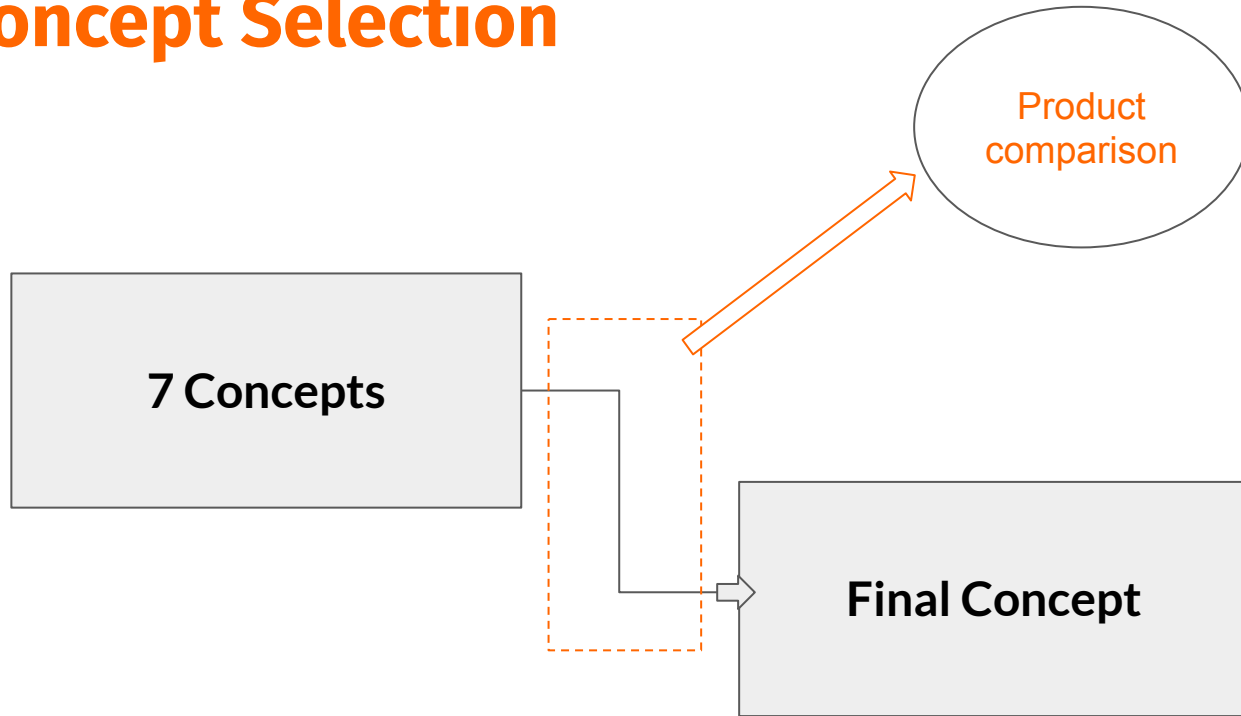 oncept Selection
Product
comparison
7 Concepts
Final Concept